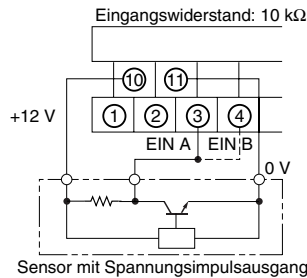 Eingangswiderstand: 10 kΩ
10 11
1 2 3 4
+12 V
EIN A EIN B
0 V
Sensor mit Spannungsimpulsausgang